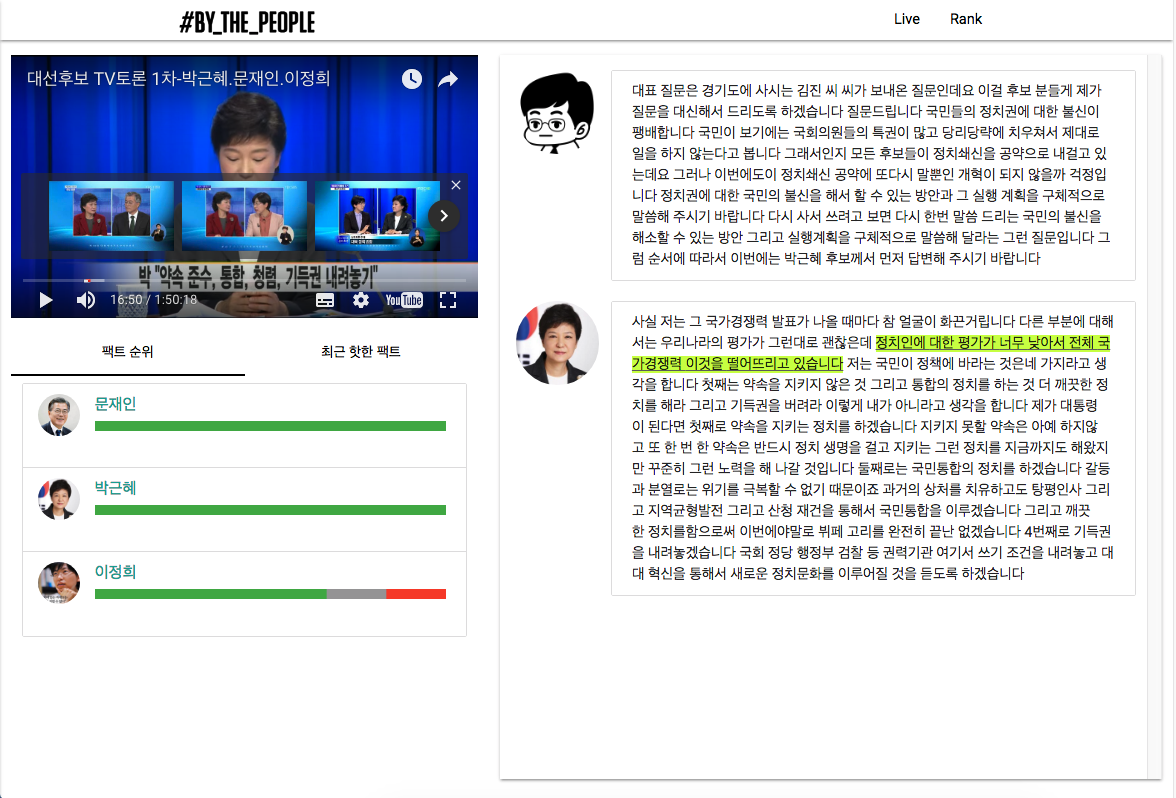 #BY_THE_PEOPLE
Live
Rank
대선후보 TV토론 1차-박근혜.문재인.이정희
박 "약속 준수, 통합, 청렴, 기득권 내려놓기"
16:50 / 1:50:18
YouTube
팩트 순위
최근 핫한 팩트
문재인
박근혜
이정희
대표 질문은 경기도에 사시는 김진 씨 씨가 보내온 질문인데요 이걸 후보 분들게 제가
질문을 대신해서 드리도록 하겠습니다 질문드립니다 국민들의 정치권에 대한 불신이
팽배합니다 국민이 보기에는 국회의원들의 특권이 많고 당리당략에 치우쳐서 제대로
일을 하지 않는다고 봅니다 그래서인지 모든 후보들이 정치쇄신을 공약으로 내걸고 있
는데요 그러나 이번에도이 정치쇄신 공약에 또다시 말뿐인 개혁이 되지 않을까 걱정입
니다 정치권에 대한 국민의 불신을 해서 할 수 있는 방안과 그 실행 계획을 구체적으로
말씀해 주시기 바랍니다 다시 사서 쓰려고 보면 다시 한번 말씀 드리는 국민의 불신을
해소할 수 있는 방안 그리고 실행계획을 구체적으로 말씀해 달라는 그런 질문입니다 그
럼 순서에 따라서 이번에는 박근혜 후보께서 먼저 답변해 주시기 바랍니다
사실 저는 그 국가경쟁력 발표가 나올 때마다 참 얼굴이 화끈거립니다 다른 부분에 대해
서는 우리나라의 평가가 그런대로 괜찮은데 정치인에 대한 평가가 너무 낮아서 전체 국
가경쟁력 이것을 떨어뜨리고 있습니다 저는 국민이 정책에 바라는 것은네 가지라고 생
각을 합니다 첫째는 약속을 지키지 않은 것 그리고 통합의 정치를 하는 것 더 깨끗한 정
치를 해라 그리고 기득권을 버려라 이렇게 내가 아니라고 생각을 합니다 제가 대통령
이 된다면 첫째로 약속을 지키는 정치를 하겠습니다 지키지 못할 약속은 아예 하지않
고 또 한 번 한 약속은 반드시 정치 생명을 걸고 지키는 그런 정치를 지금까지도 해왔지
만 꾸준히 그런 노력을 해 나갈 것입니다 둘째로는 국민통합의 정치를 하겠습니다 갈등
과 분열로는 위기를 극복할 수 없기 때문이죠 과거의 상처를 치유하고도 탕평인사 그리
고 지역균형발전 그리고 산청 재건을 통해서 국민통합을 이루겠습니다 그리고 깨끗
한 정치를함으로써 이번에야말로 뷔페 고리를 완전히 끝난 없겠습니다 4번째로 기득권
을 내려놓겠습니다 국회 정당 행정부 검찰 등 권력기관 여기서 쓰기 조건을 내려놓고 대
대 혁신을 통해서 새로운 정치문화를 이루어질 것을 듣도록 하겠습니다